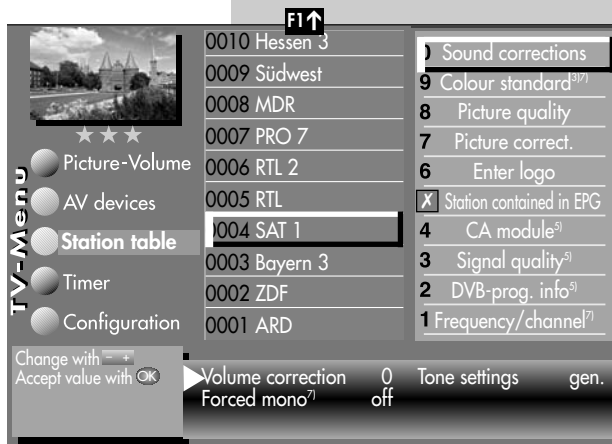 F1↑
TV-Menu
Picture-Volume
AV devices
Station table
Timer
Configuration
0010 Hessen 3
0009 Südwest
0008 MDR
0007 PRO 7
0006 RTL 2
0005 RTL
0004 SAT 1
0003 Bayern 3
0002 ZDF
0001 ARD
0 Sound corrections
9 Colour standard3)7)
8 Picture quality
7 Picture correct.
6 Enter logo
✗ Station contained in EPG
4 CA module5)
3 Signal quality5)
2 DVB-prog. info5)
1 Frequency/channel7)
Change with − +
Accept value with OK
Volume correction 0 Tone settings gen.
Forced mono7) off